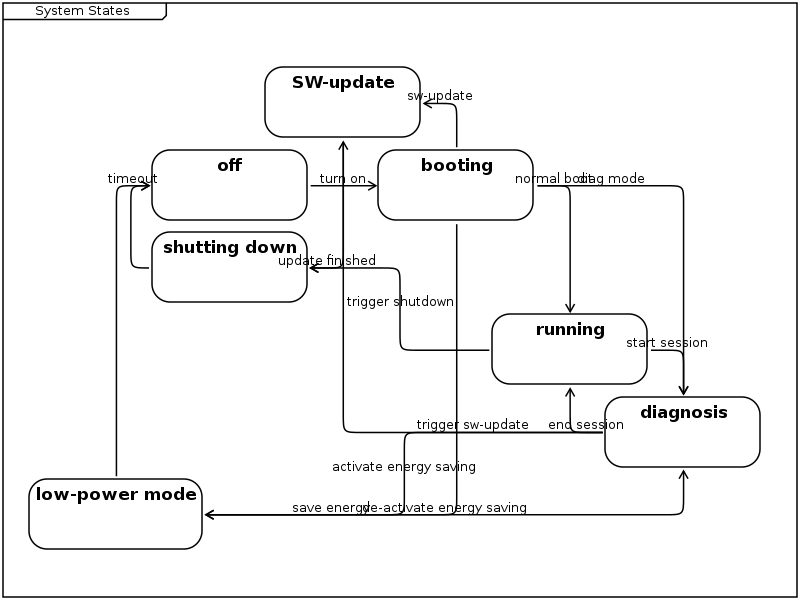 System States
SW-update
sw-update
off
booting
timeout
turn on
normal boot
diag mode
shutting down
update finished
trigger shutdown
running
start session
diagnosis
trigger sw-update
end session
activate energy saving
low-power mode
save energy
de-activate energy saving